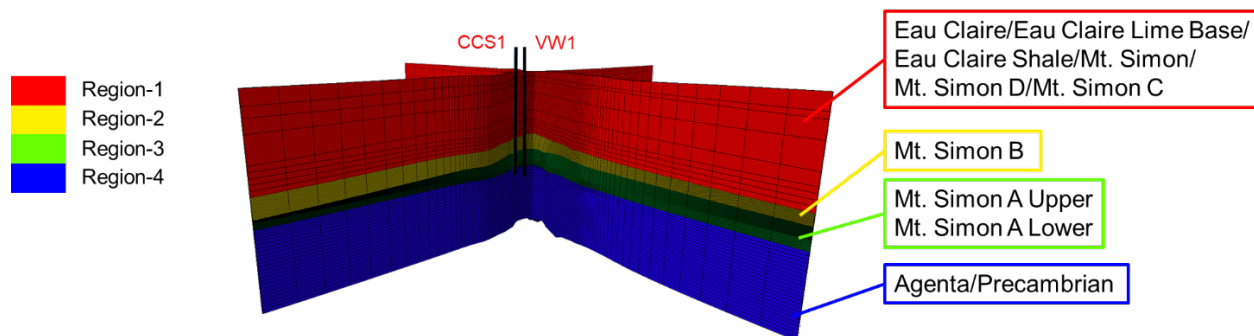 CCS1
VW1
Region-1
Region-2
Region-3
Region-4
Eau Claire/Eau Claire Lime Base/
Eau Claire Shale/Mt. Simon/
Mt. Simon D/Mt. Simon C
Mt. Simon B
Mt. Simon A Upper
Mt. Simon A Lower
Agenta/Precambrian